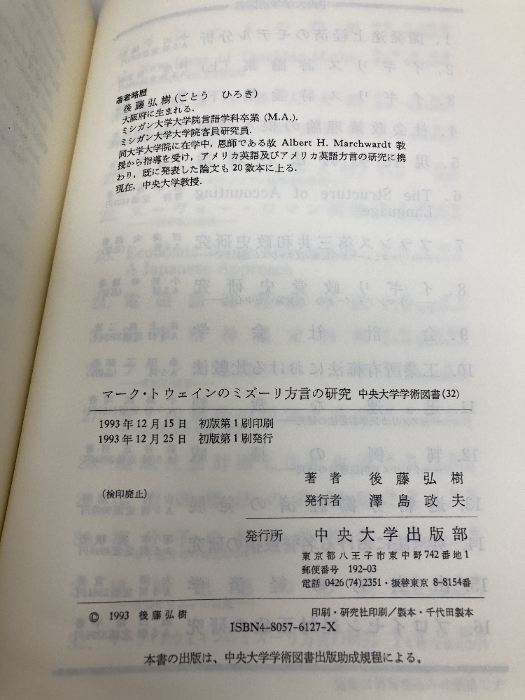 著者略歴
後藤弘樹(ごとう ひろき)
大阪府に生まれる.
ミシガン大学大学院言語学科卒業 (M.A.).
ミシガン大学大学院客員研究員.
同大学大学院に在学中, 恩師である故 Albert H. Marchwardt 教
授から指導を受け, アメリカ英語及びアメリカ英語方言の研究に携
わり, 既に発表した論文も20数本に上る.
現在, 中央大学教授.
マーク・トウェインのミズーリ方言の研究 中央大学学術図書(32)
1993年12月15日 初版第1刷印刷
1993年12月25日 初版第1刷発行
著者 後藤弘樹
(検印廃止)
発行者 澤島政夫
発行所 中央大学出版部
東京都八王子市東中野742番地1
郵便番号 192-03
電話 0426(74)2351・振替東京 8-8154番
© 1993 後藤弘樹
印刷・研究社印刷/製本・千代田製本
ISBN4-8057-6127-X
本書の出版は、中央大学学術図書出版助成規程による。